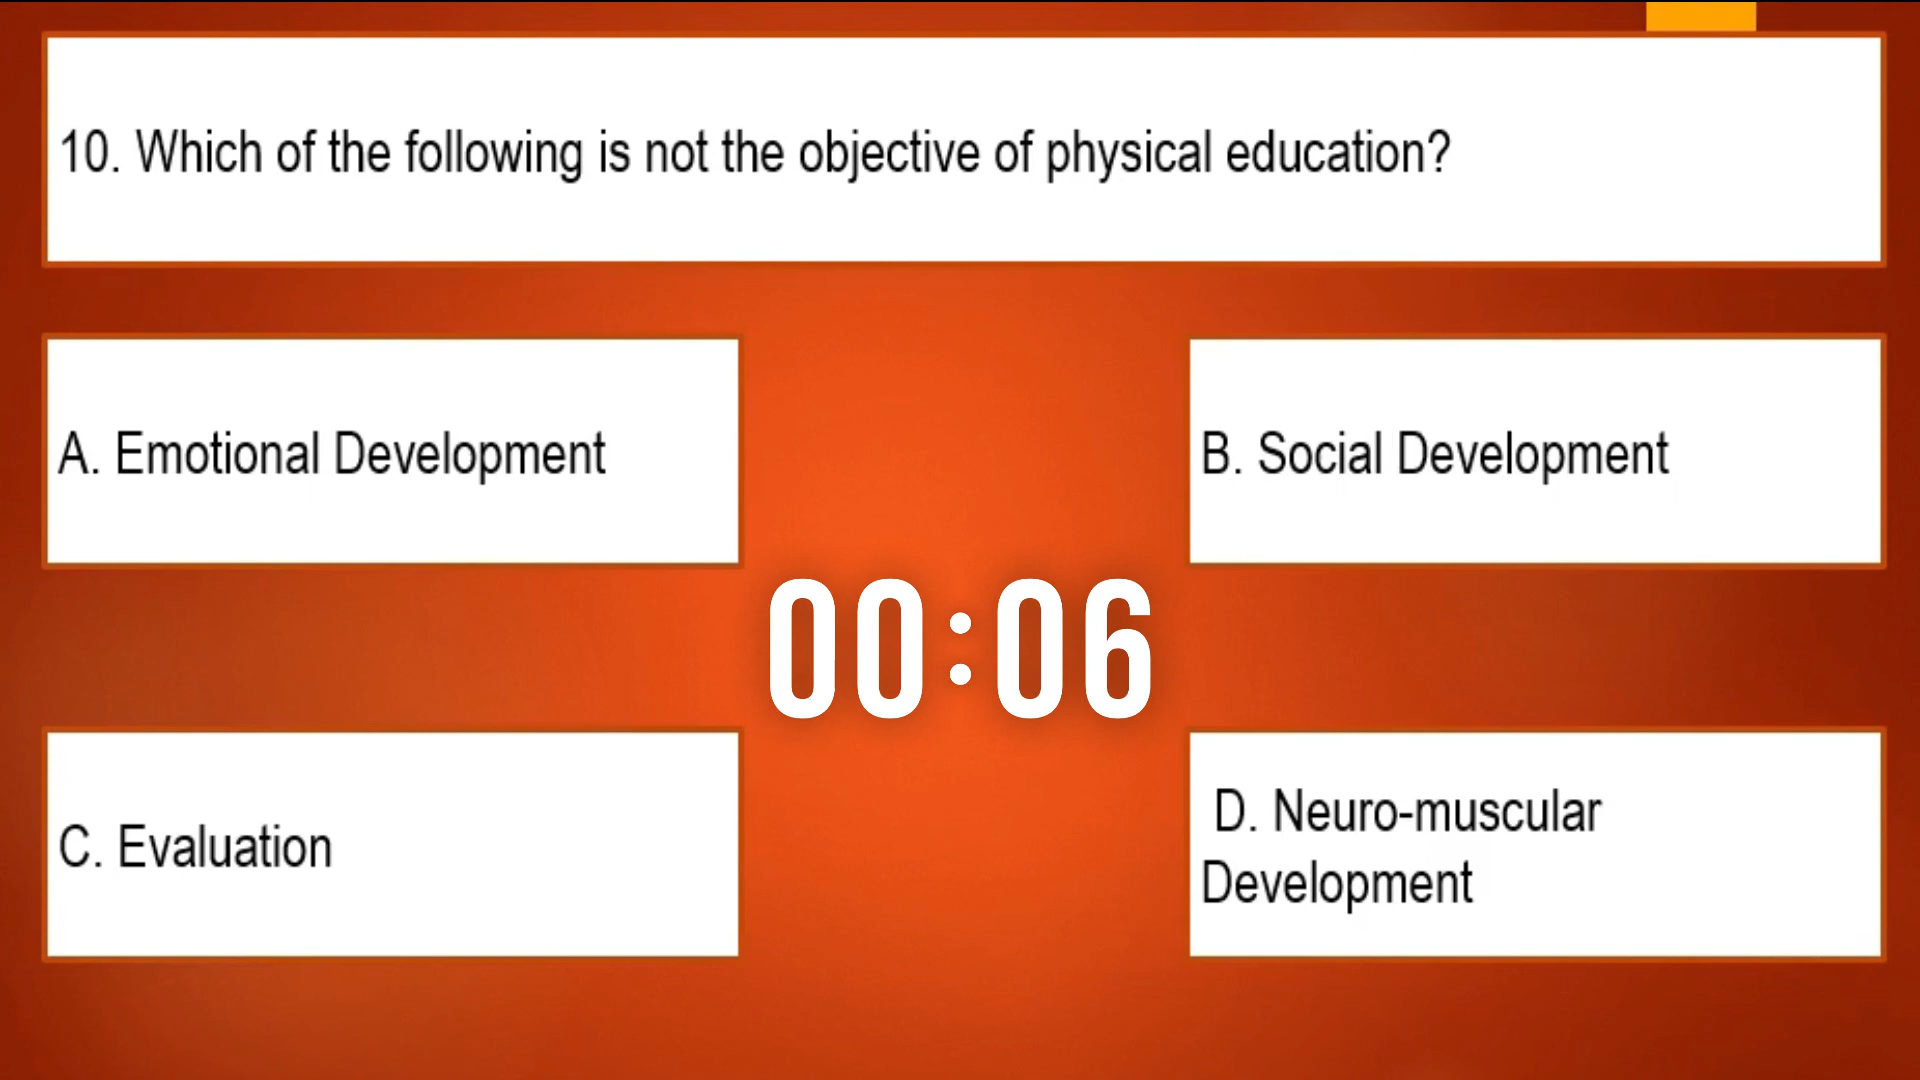 10. Which of the following is not the objective of physical education?
A. Emotional Development
B. Social Development
00:06
C. Evaluation
D. Neuro-muscular
Development